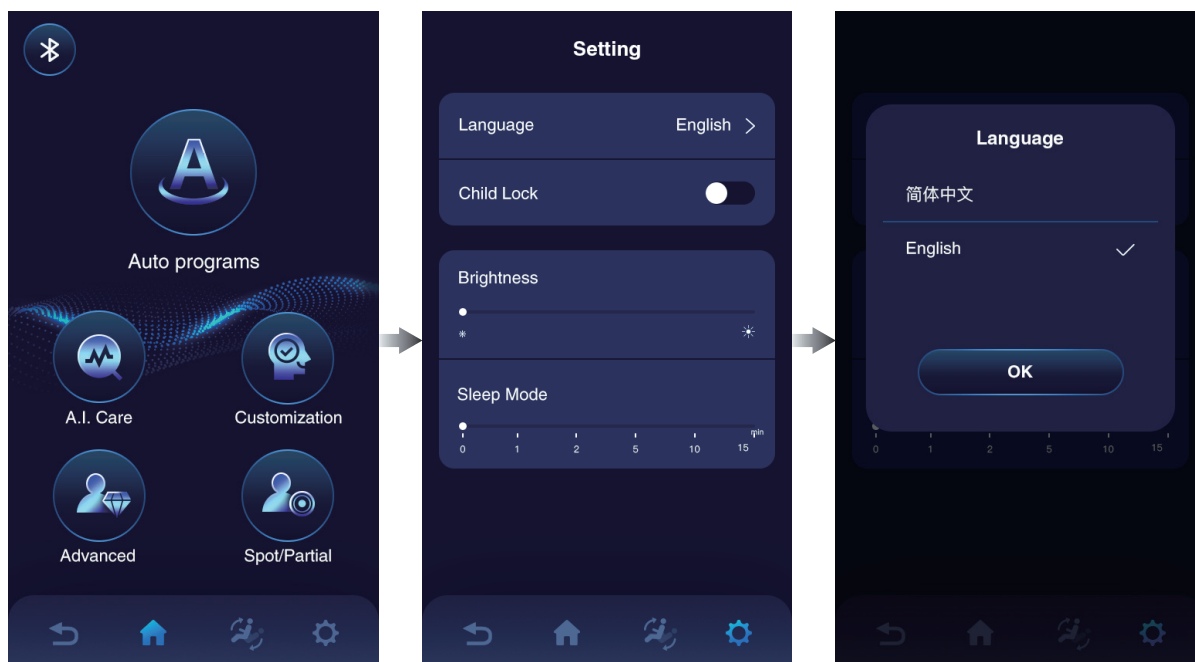 Auto programs
A.I. Care
Customization
Advanced
Spot/Partial
Setting
Language English
Child Lock
Brightness
Sleep Mode
min
0 1 2 5 10 15
Language
简体中文
English
OK
0 1 2 5 10 15